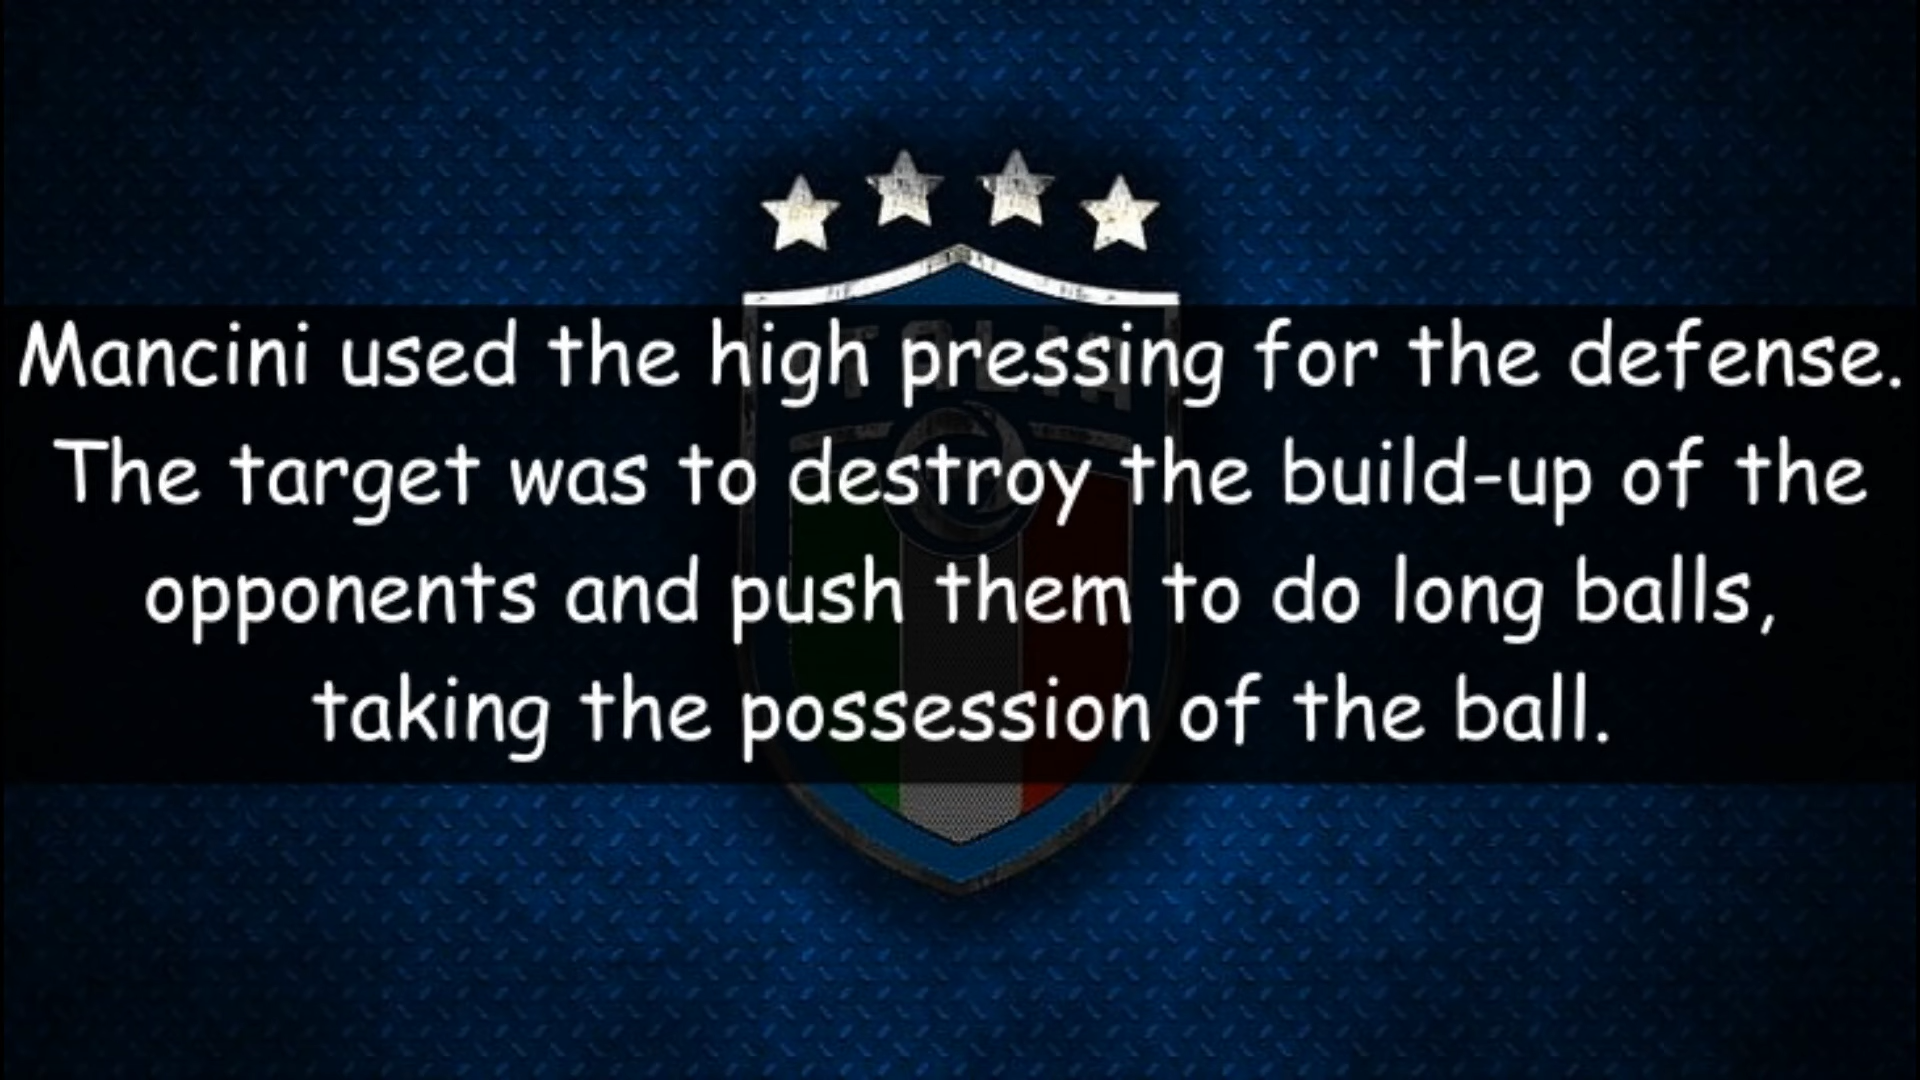 Mancini used the high pressing for the defense.
The target was to destroy the build-up of the
opponents and push them to do long balls,
taking the possession of the ball.
ITALIA